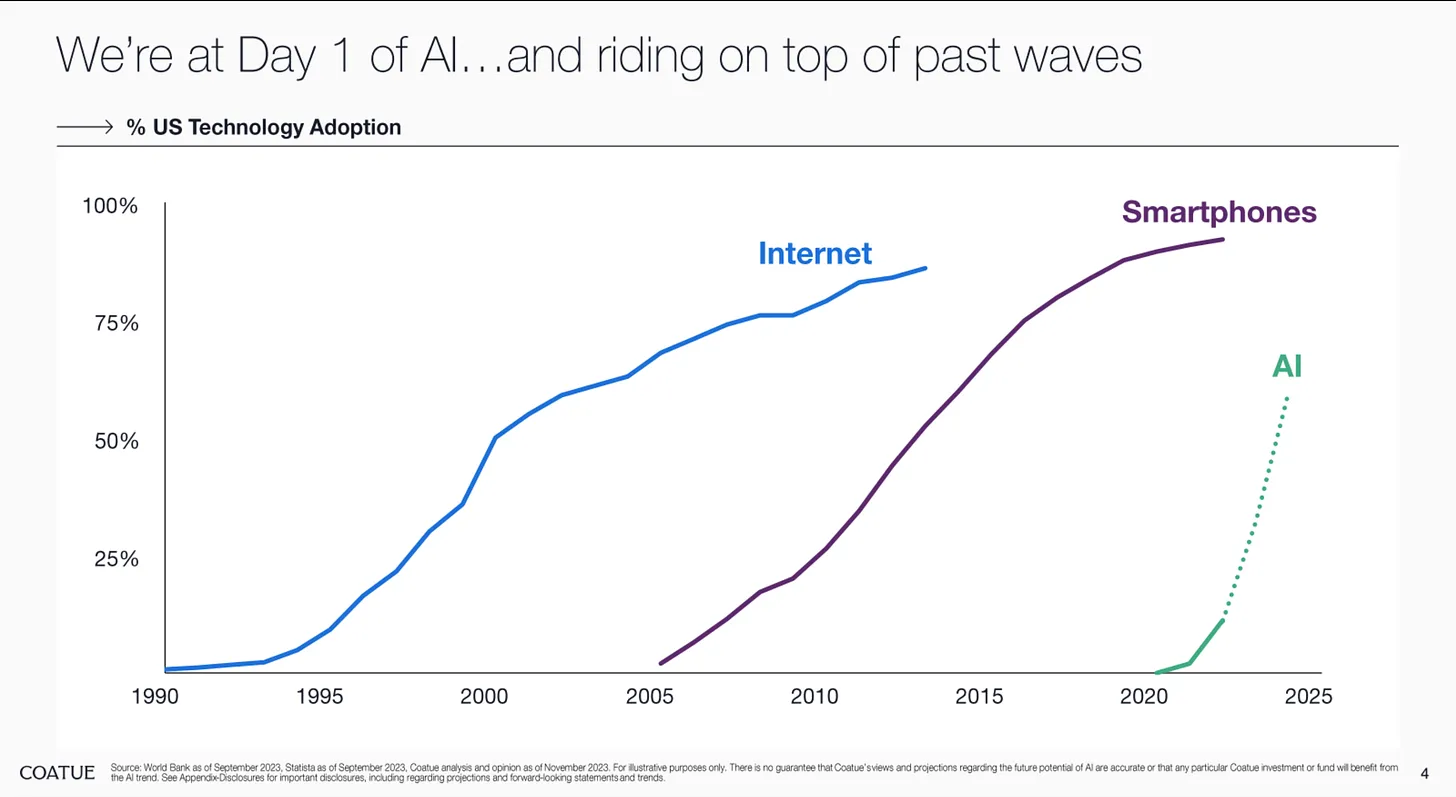 We're at Day 1 of AI...and riding on top of past waves
% US Technology Adoption
100%
75%
50%
25%
Internet
Smartphones
AI
1990 1995 2000 2005 2010 2015 2020 2025
COATUE
Source: World Bank as of September 2023, Statista as of September 2023, Coatue analysis and opinion as of November 2023. For illustrative purposes only. There is no guarantee that Coatue's views and projections regarding the future potential of AI are accurate or that any particular Coatue investment or fund will benefit from
the AI trend. See Appendix-Disclosures for important disclosures, including regarding projections and forward-looking statements and trends.
4